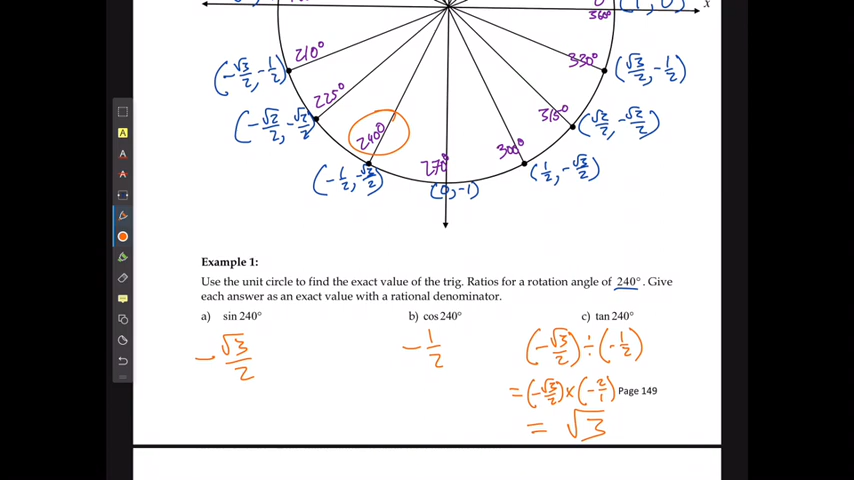 0
(1, 0)
x
360°
210°
330°
(-√3/2, -1/2)
(√3/2, -1/2)
225°
315°
(-√2/2, -√2/2)
(√2/2, -√2/2)
240°
300°
270°
(-1/2, -√3/2)
(0, -1)
(1/2, -√3/2)
Example 1:
Use the unit circle to find the exact value of the trig. Ratios for a rotation angle of 240°. Give
each answer as an exact value with a rational denominator.
a) sin 240° b) cos 240° c) tan 240°
-√3/2 -1/2 (-√3/2) ÷ (-1/2)
= (-√3/2) × (-2/1) Page 149
= √3